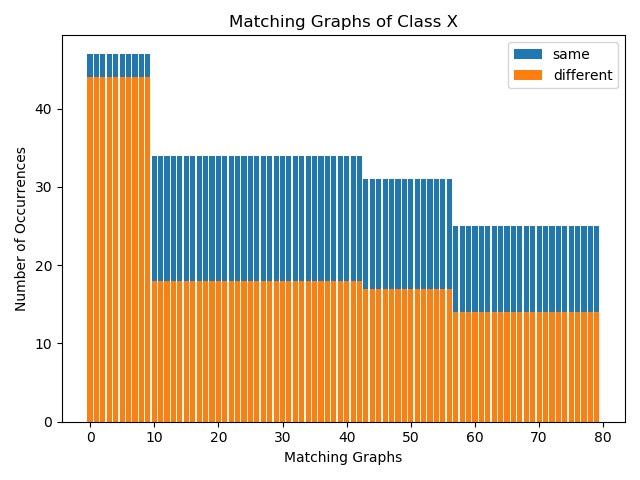 Matching Graphs of Class X
same
different
Number of Occurrences
40
30
20
10
0
0 10 20 30 40 50 60 70 80
Matching Graphs